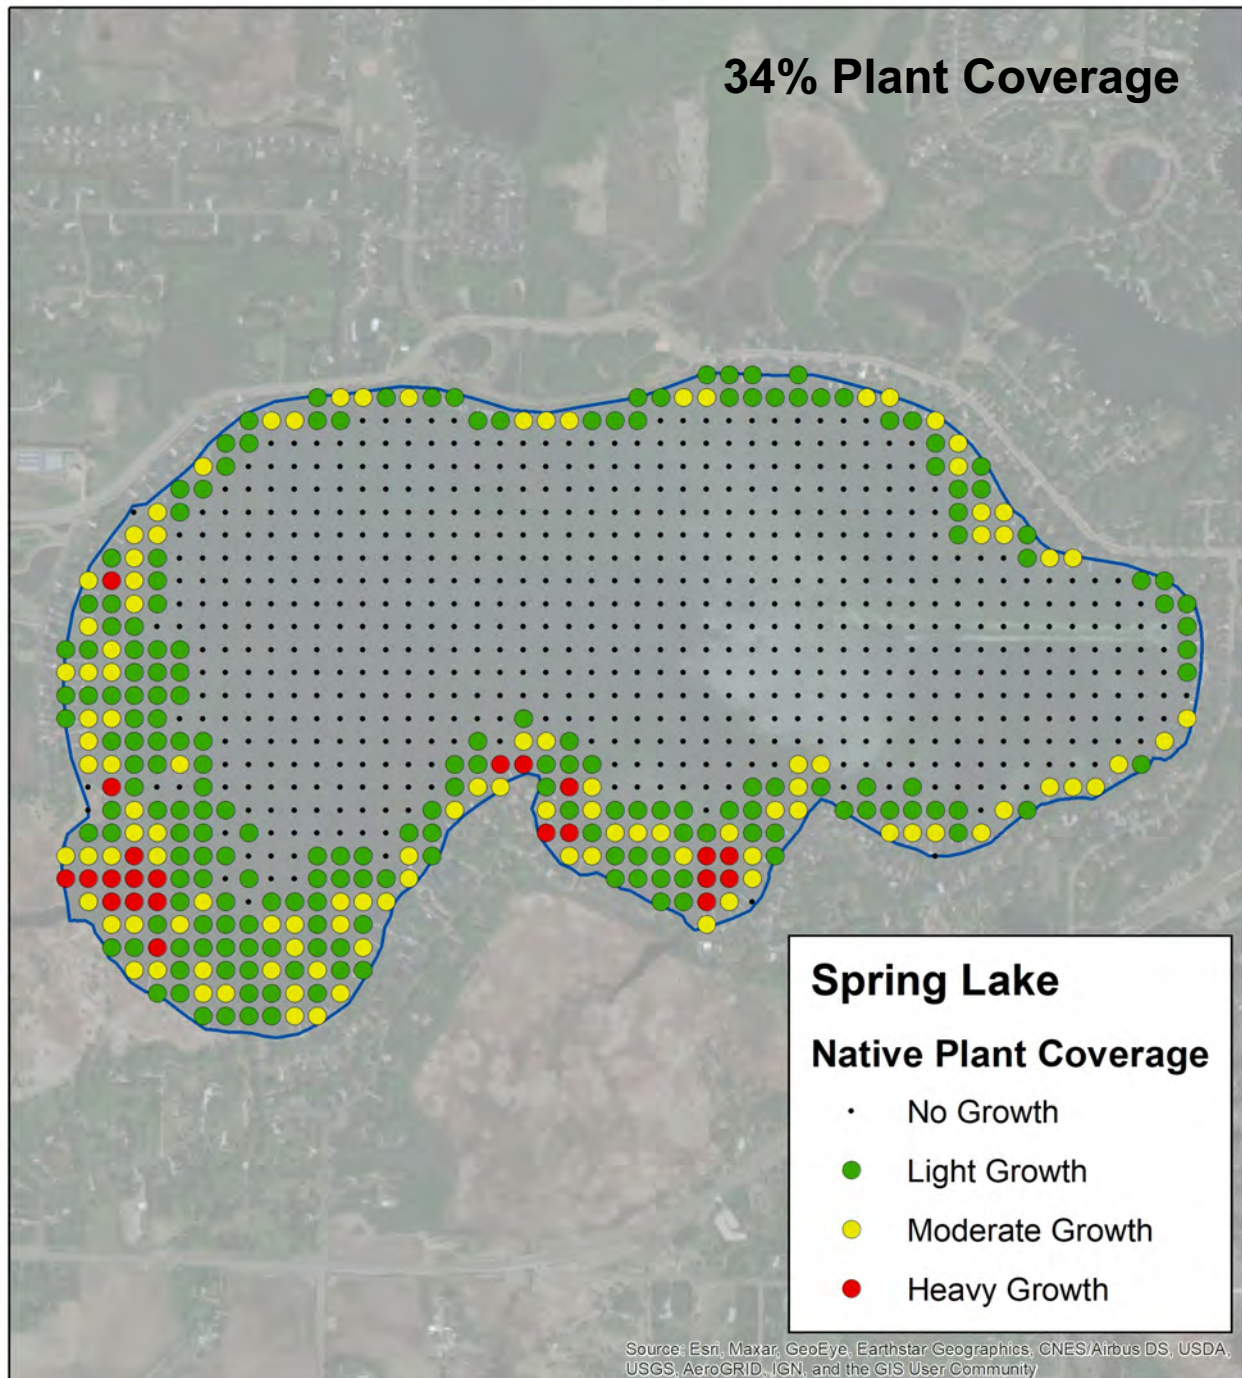 34% Plant Coverage
Spring Lake
Native Plant Coverage
No Growth
Light Growth
Moderate Growth
Heavy Growth
Source: Esri, Maxar, GeoEye, Earthstar Geographics, CNES/Airbus DS, USDA,
USGS, AeroGRID, IGN, and the GIS User Community